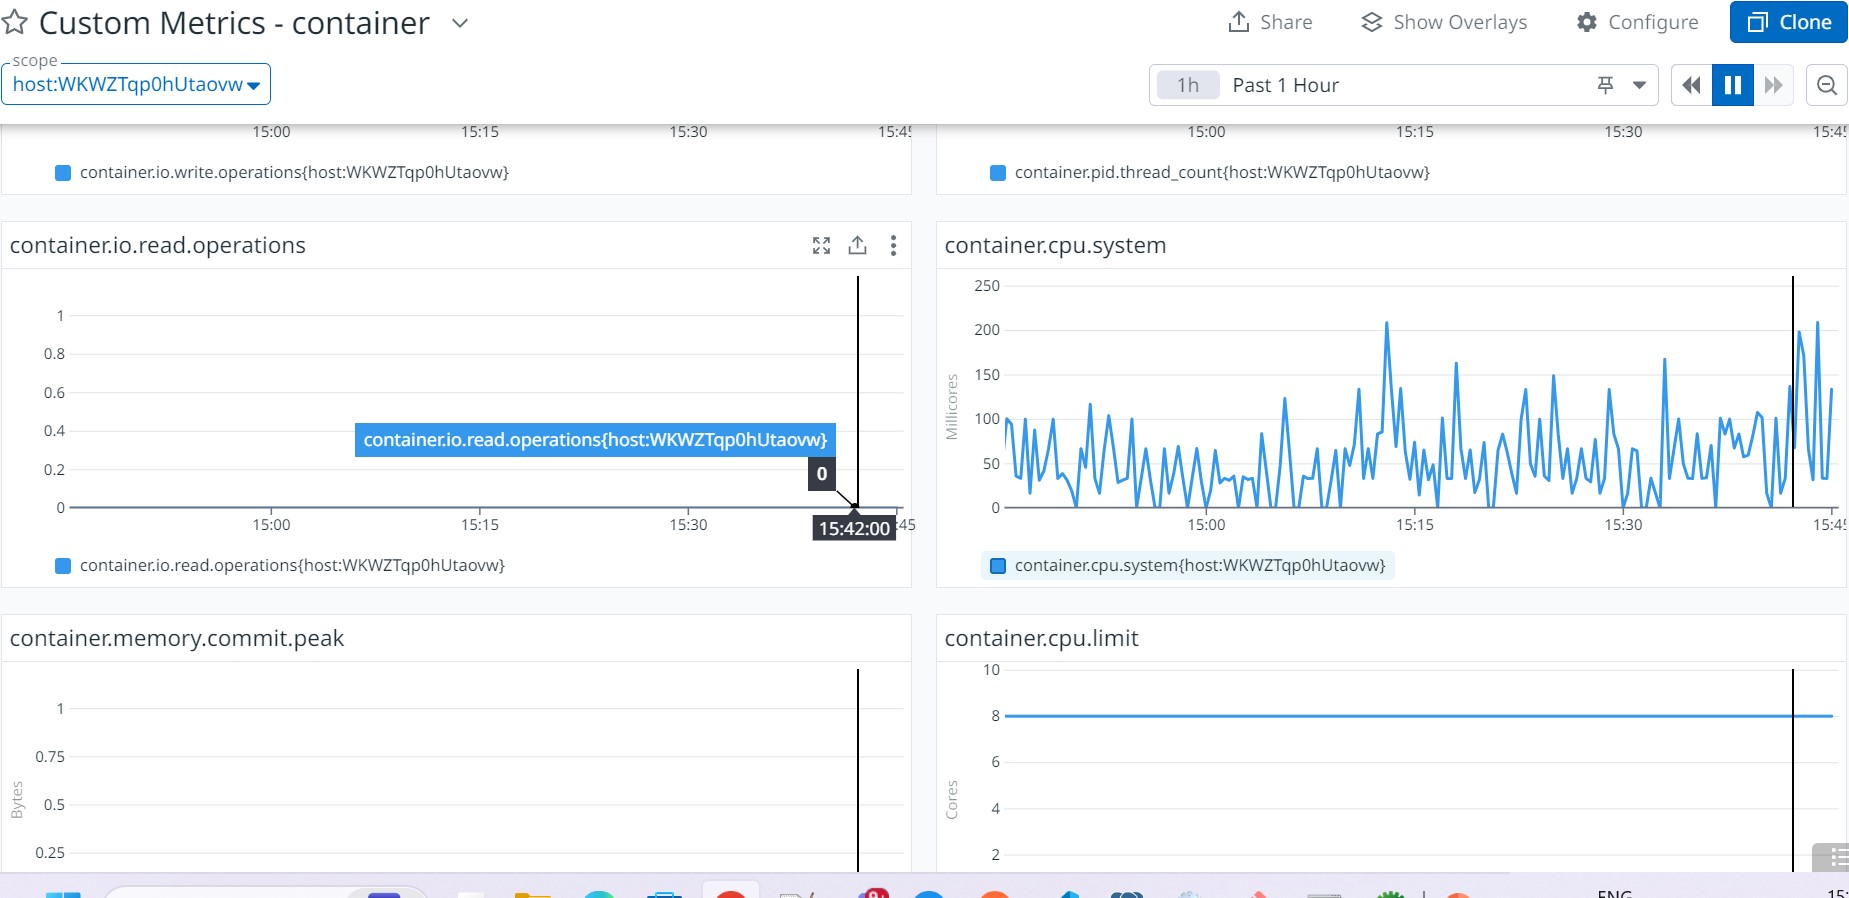 Custom Metrics - container
Share
Show Overlays
Configure
Clone
scope
host:WKWZTqp0hUtaovw
1h Past 1 Hour
15:00 15:15 15:30
15:00 15:15 15:30
container.io.write.operations{host:WKWZTqp0hUtaovw}
container.pid.thread_count{host:WKWZTqp0hUtaovw}
container.io.read.operations
1
0.8
0.6
0.4
0.2
0
container.io.read.operations{host:WKWZTqp0hUtaovw}
0
15:00 15:15 15:30 15:42:00 :45
container.io.read.operations{host:WKWZTqp0hUtaovw}
container.cpu.system
Millicores
250
200
150
100
50
0
15:00 15:15 15:30
container.cpu.system{host:WKWZTqp0hUtaovw}
container.memory.commit.peak
Bytes
1
0.75
0.5
0.25
container.cpu.limit
Cores
10
8
6
4
2
ENG
15: